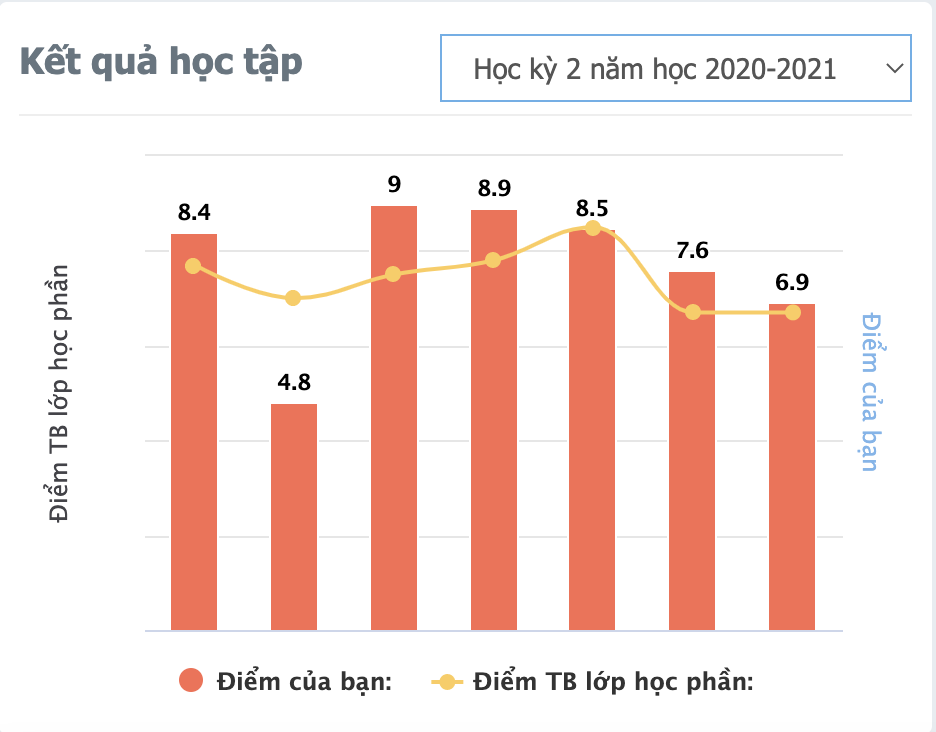 Kết quả học tập
Học kỳ 2 năm học 2020-2021
Điểm TB lớp học phần
8.4
4.8
9
8.9
8.5
7.6
6.9
Điểm của bạn
Điểm của bạn:
Điểm TB lớp học phần: